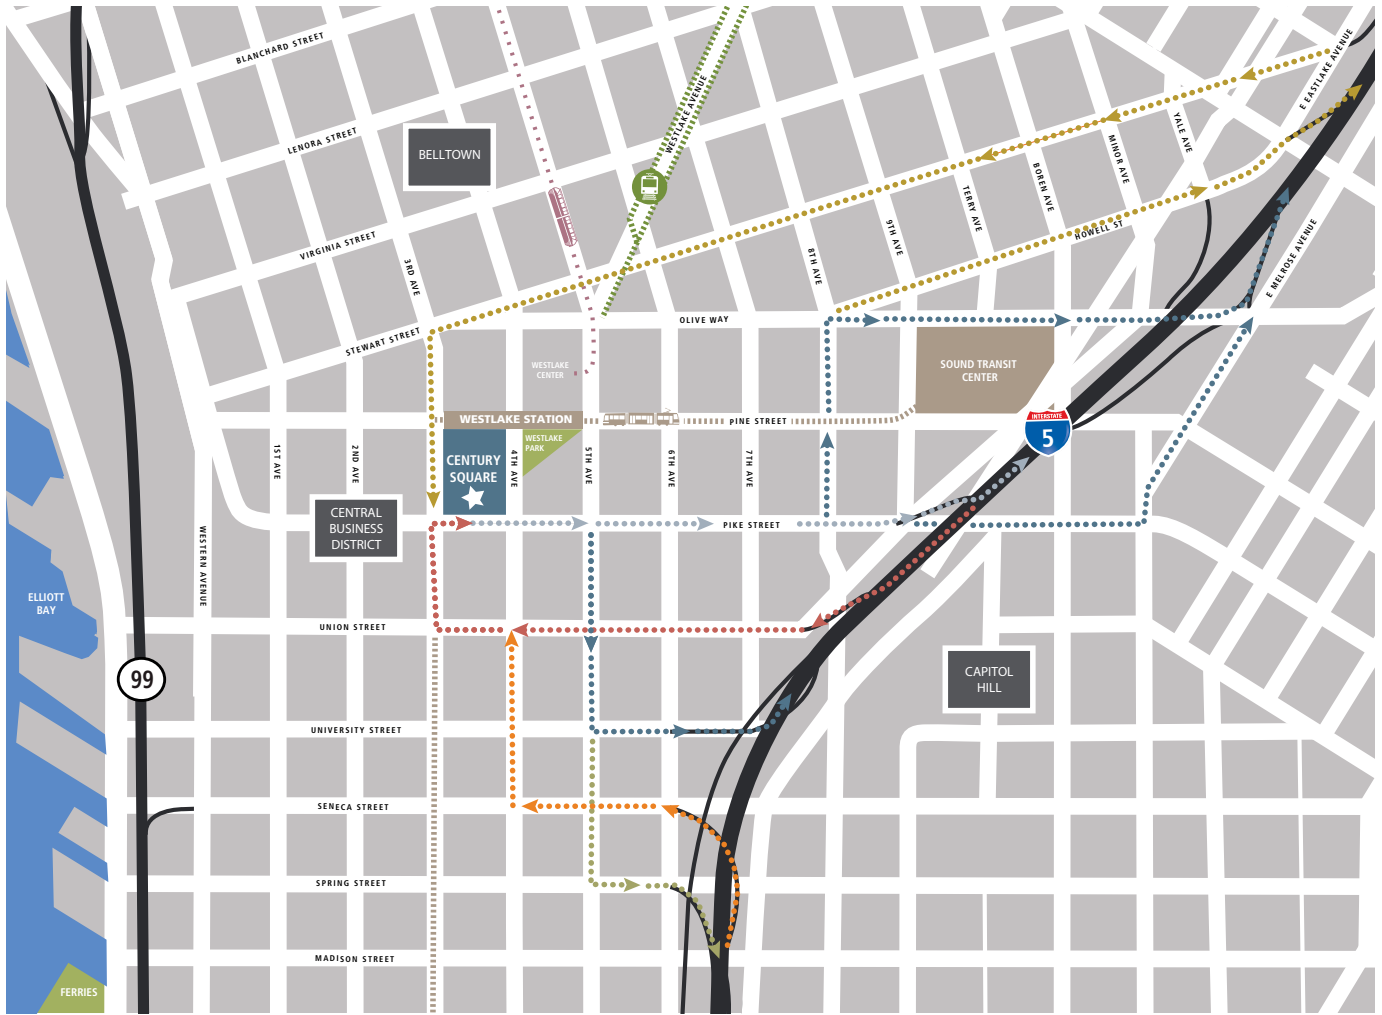 BLANCHARD STREET
LENORA STREET
BELLTOWN
WESTLAKE AVENUE
E EASTLAKE AVENUE
YALE AVE
MINOR AVE
BOREN AVE
TERRY AVE
9TH AVE
8TH AVE
HOWELL ST
E MELROSE AVENUE
VIRGINIA STREET
3RD AVE
STEWART STREET
OLIVE WAY
WESTLAKE
CENTER
SOUND TRANSIT
CENTER
WESTLAKE STATION
PINE STREET
INTERSTATE
5
WESTLAKE
PARK
CENTURY
SQUARE
1ST AVE
2ND AVE
4TH AVE
5TH AVE
6TH AVE
7TH AVE
CENTRAL
BUSINESS
DISTRICT
PIKE STREET
WESTERN AVENUE
ELLIOTT
BAY
UNION STREET
99
CAPITOL
HILL
UNIVERSITY STREET
SENECA STREET
SPRING STREET
MADISON STREET
FERRIES